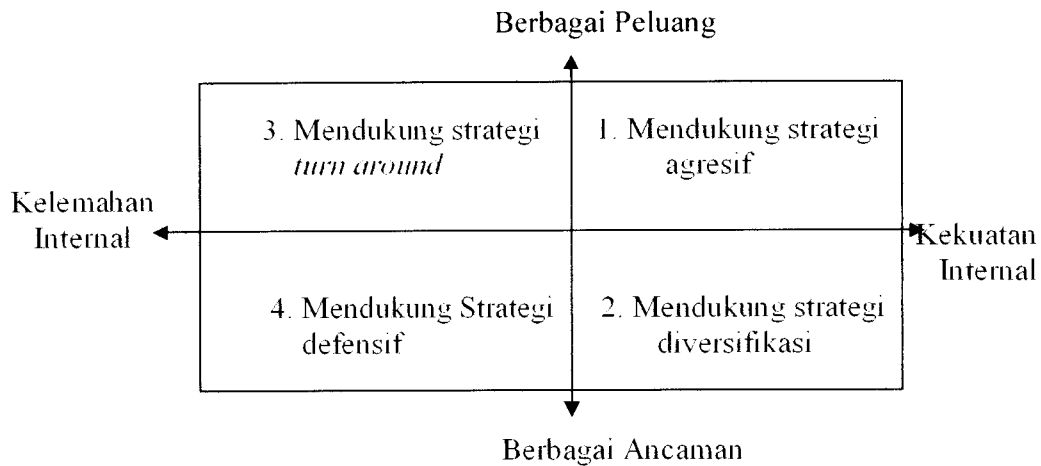 Berbagai Peluang
3. Mendukung strategi
turn around
1. Mendukung strategi
agresif
Kelemahan
Internal
Kekuatan
Internal
4. Mendukung Strategi
defensif
2. Mendukung strategi
diversifikasi
Berbagai Ancaman